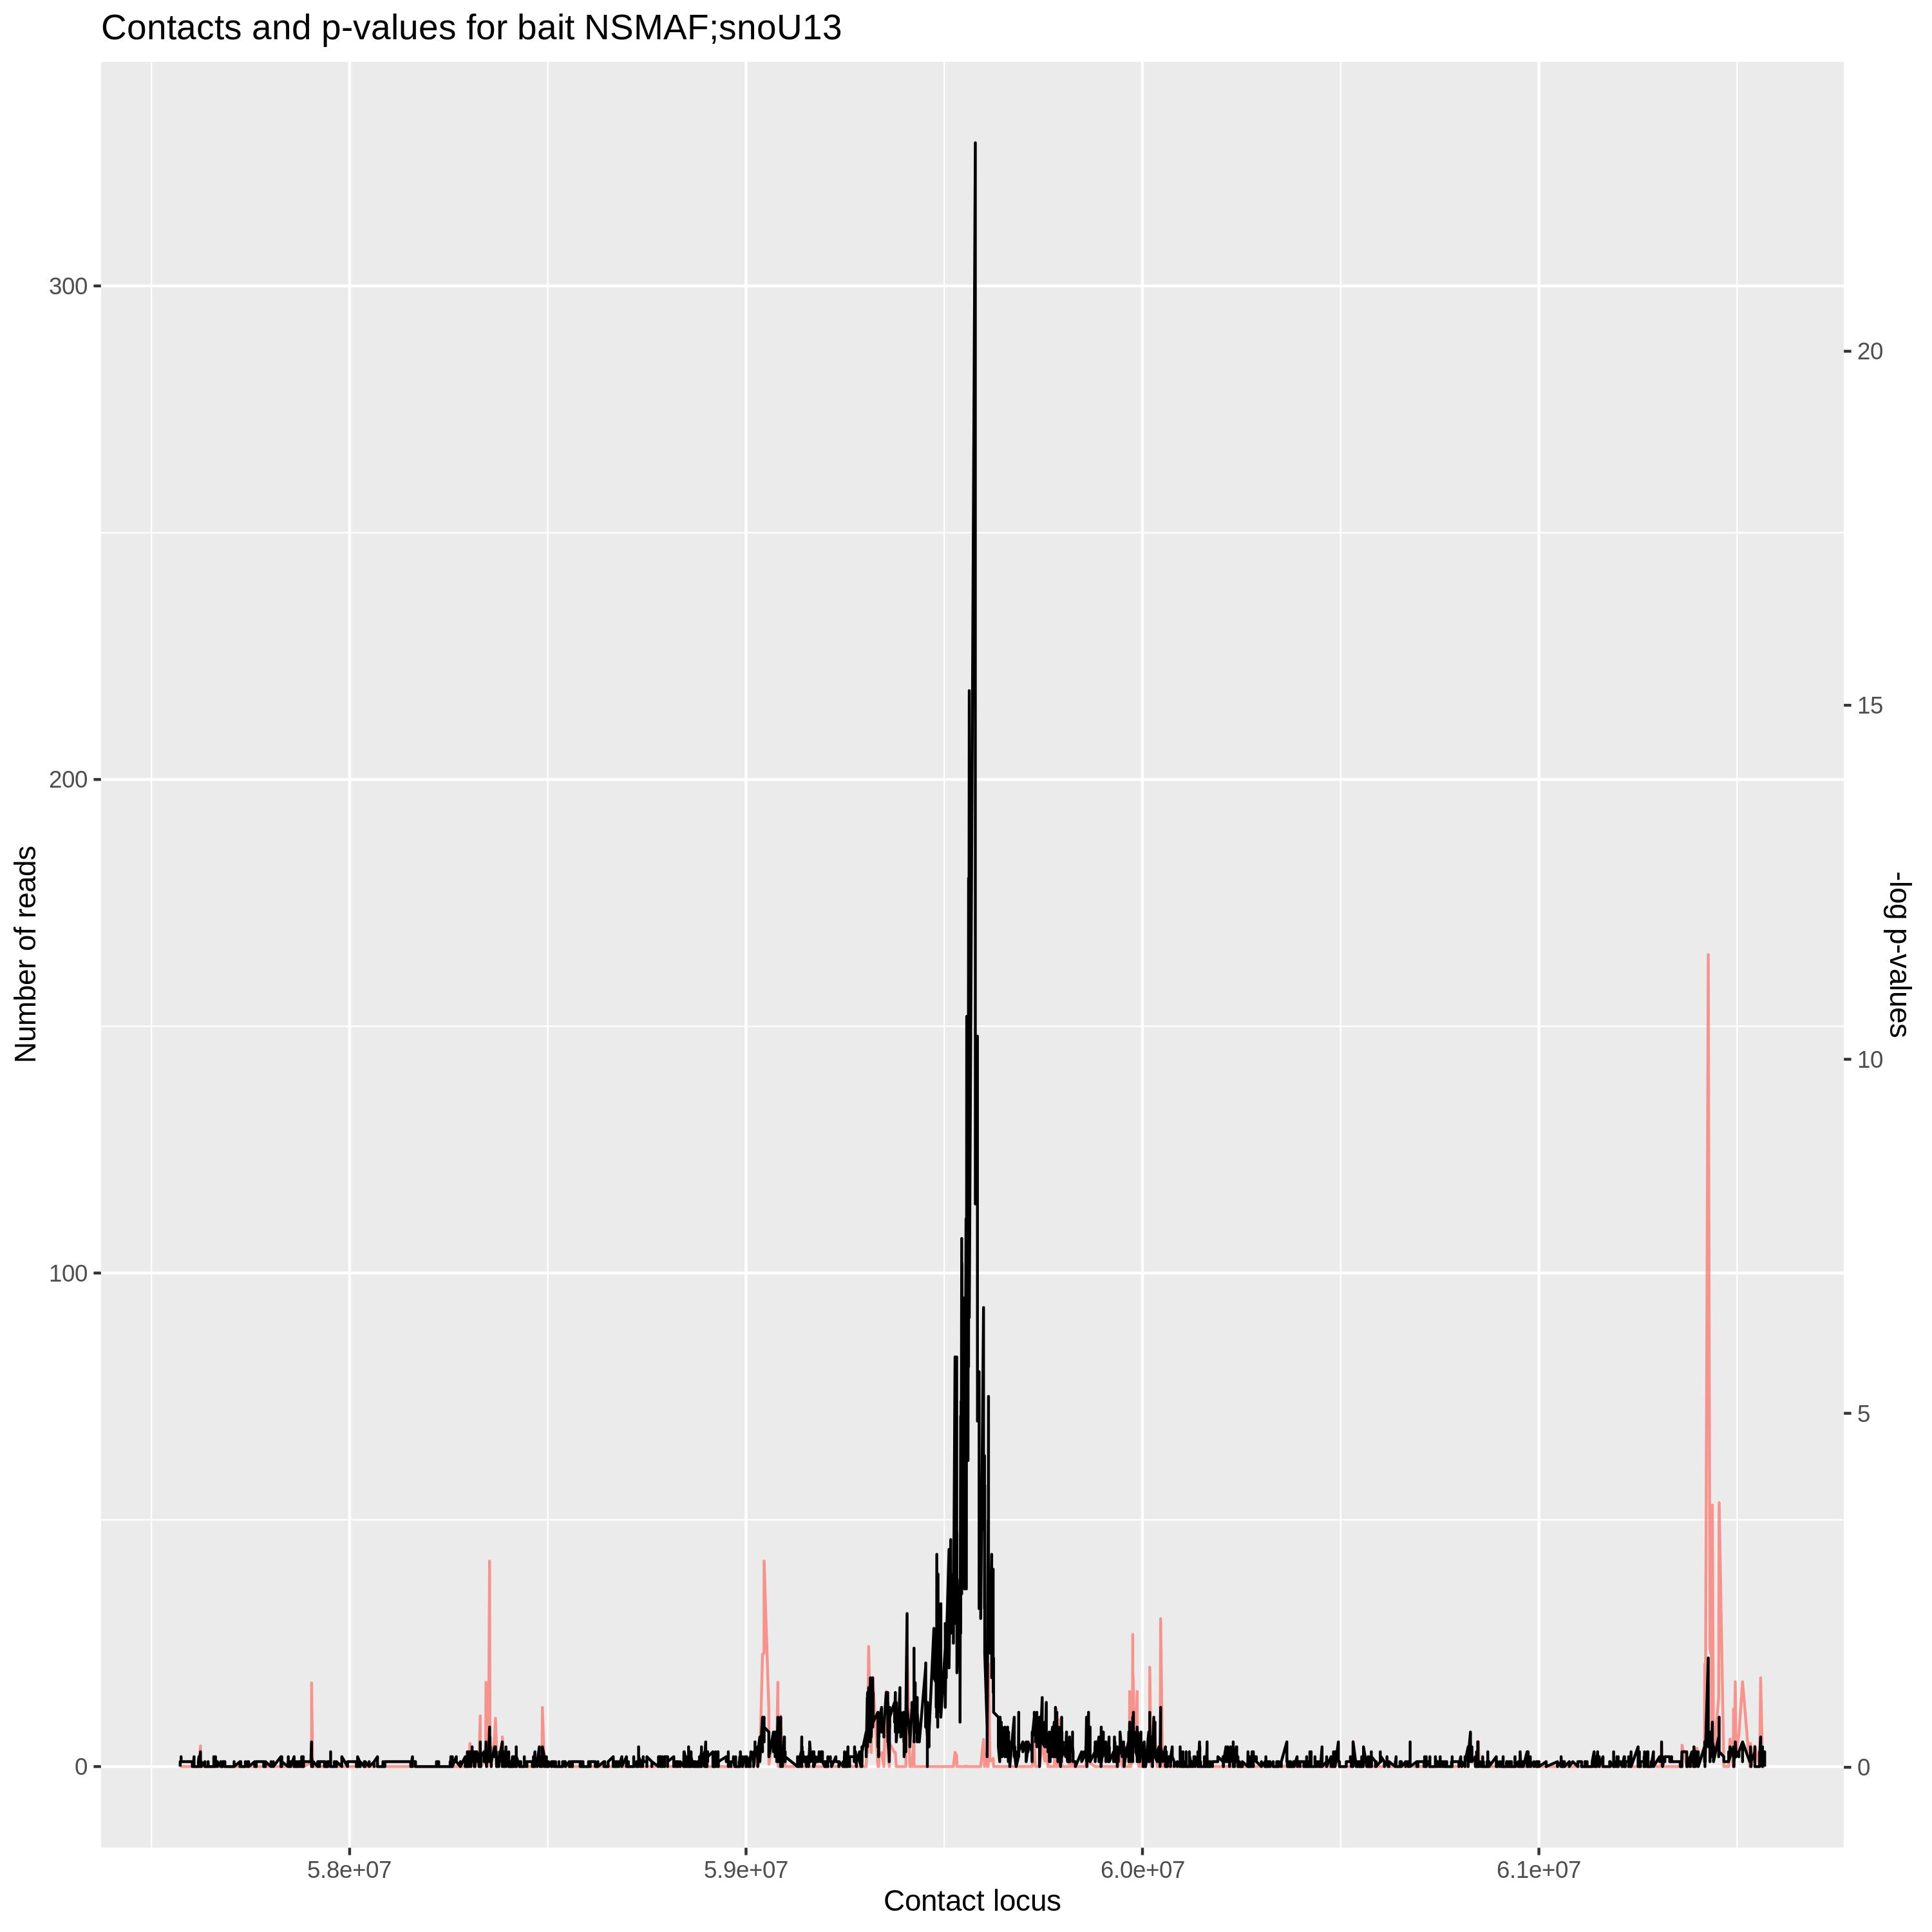 Contacts and p-values for bait NSMAF;snoU13
300
200
100
0
Number of reads
20
15
10
5
0
-log p-values
5.8e+07
5.9e+07
6.0e+07
6.1e+07
Contact locus